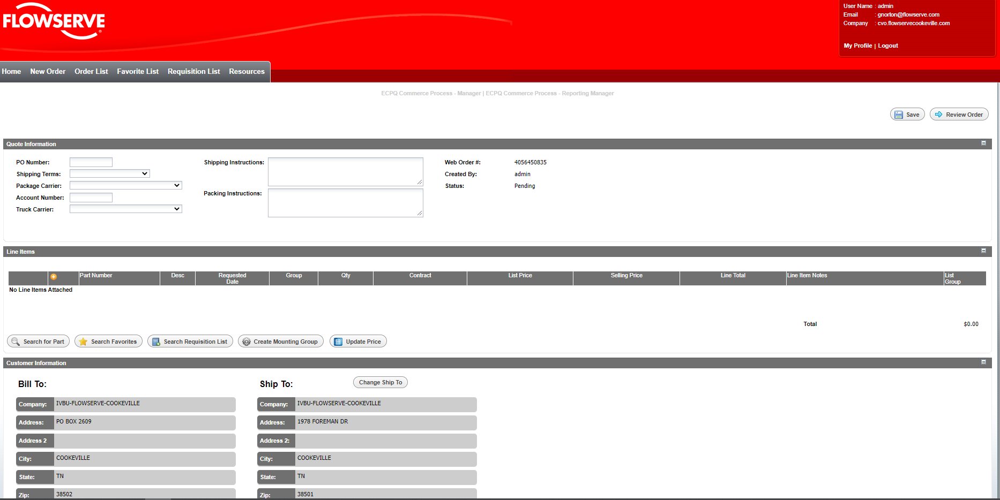 FLOWSERVE
User Name : admin
Email : gnorton@flowserve.com
Company : cvo.flowservecookeville.com
My Profile | Logout
Home New Order Order List Favorite List Requisition List Resources
ECPQ Commerce Process - Manager | ECPQ Commerce Process - Reporting Manager
Save Review Order
Quote Information
PO Number: Shipping Instructions: Web Order #: 4056450835
Shipping Terms: Created By: admin
Package Carrier: Packing Instructions: Status: Pending
Account Number:
Truck Carrier:
Line Items
Part Number Desc Requested Date Group Qty Contract List Price Selling Price Line Total Line Item Notes List Group
No Line Items Attached
Total $0.00
Search for Part Search Favorites Search Requisition List Create Mounting Group Update Price
Customer Information
Bill To: Ship To: Change Ship To
Company: IVBU-FLOWSERVE-COOKEVILLE Company: IVBU-FLOWSERVE-COOKEVILLE
Address: PO BOX 2609 Address: 1978 FOREMAN DR
Address 2 Address 2:
City: COOKEVILLE City: COOKEVILLE
State: TN State: TN
Zip: 38502 Zip: 38501